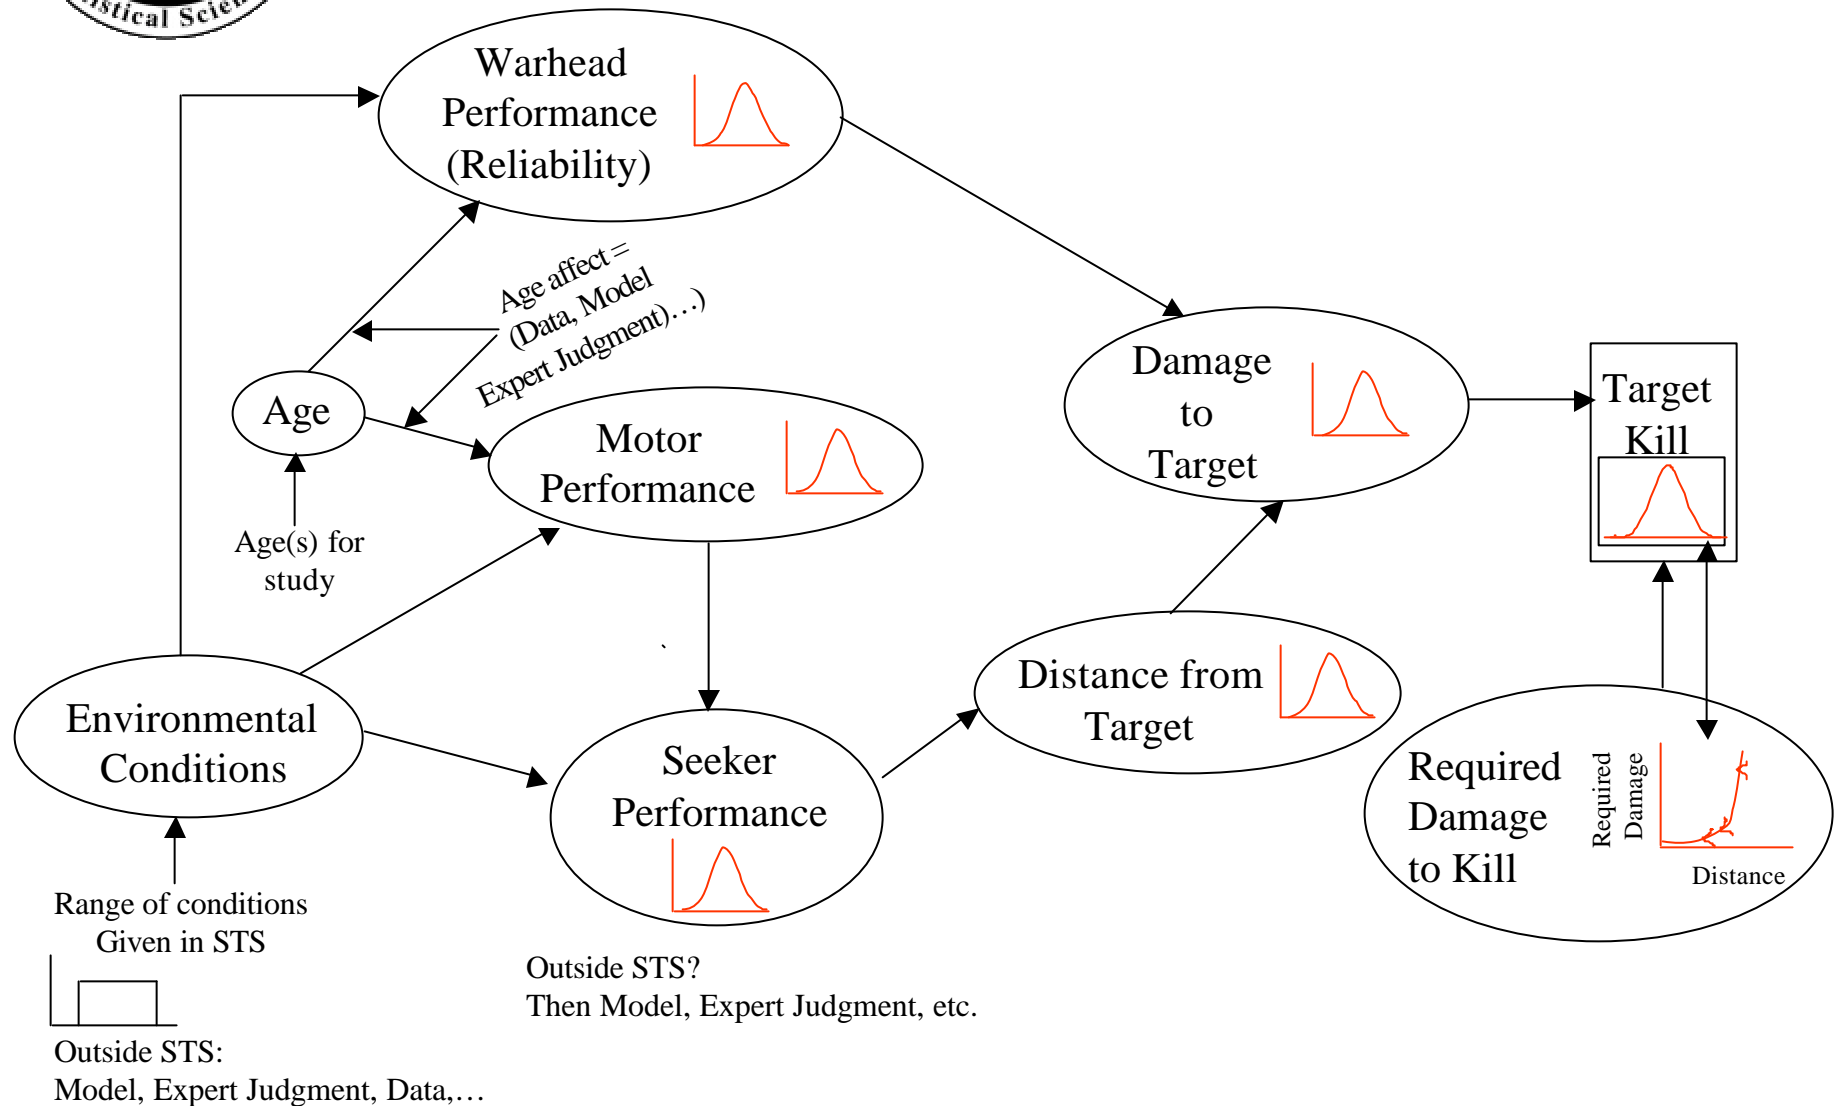 istical Scien
Warhead
Performance
(Reliability)
Age affect =
(Data, Model
Expert Judgment)…)
Age
Motor
Performance
Age(s) for
study
Damage
to
Target
Target
Kill
Environmental
Conditions
Seeker
Performance
Distance from
Target
Required
Damage
to Kill
Required
Damage
Distance
Range of conditions
Given in STS
Outside STS?
Then Model, Expert Judgment, etc.
Outside STS:
Model, Expert Judgment, Data,…